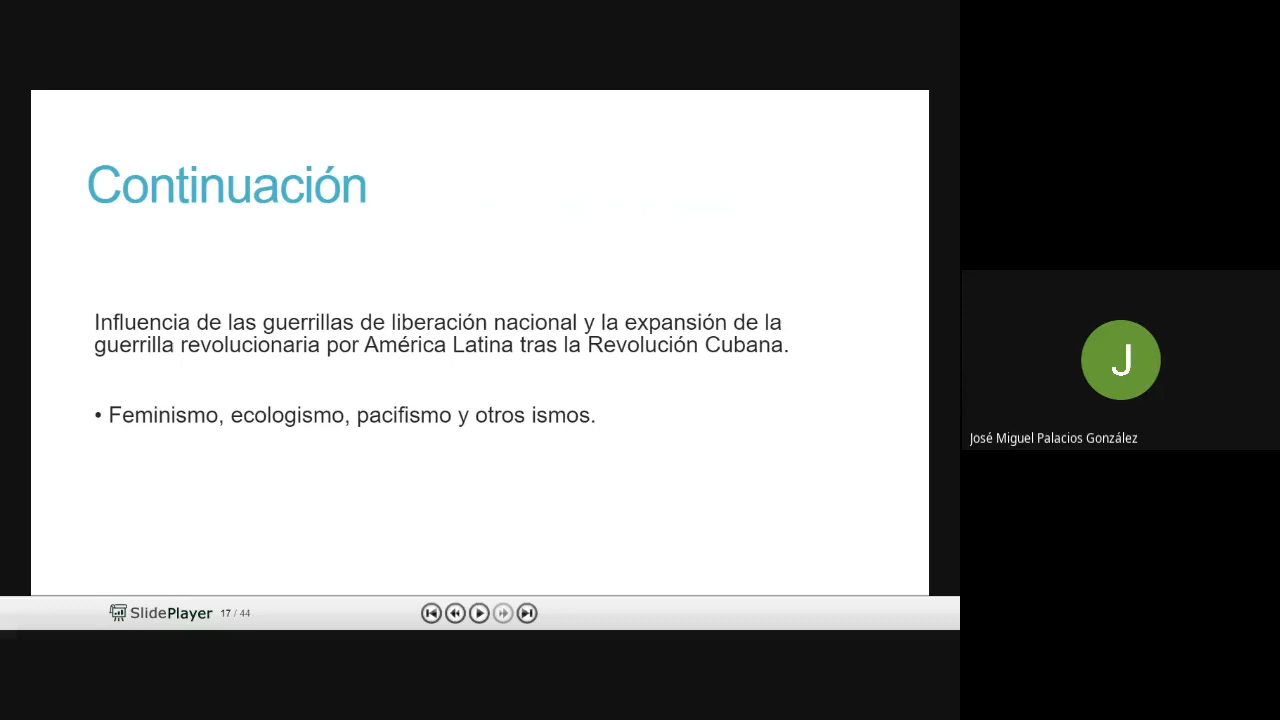 Continuación
Influencia de las guerrillas de liberación nacional y la expansión de la
guerrilla revolucionaria por América Latina tras la Revolución Cubana.
• Feminismo, ecologismo, pacifismo y otros ismos.
J
José Miguel Palacios González
SlidePlayer 17 / 44